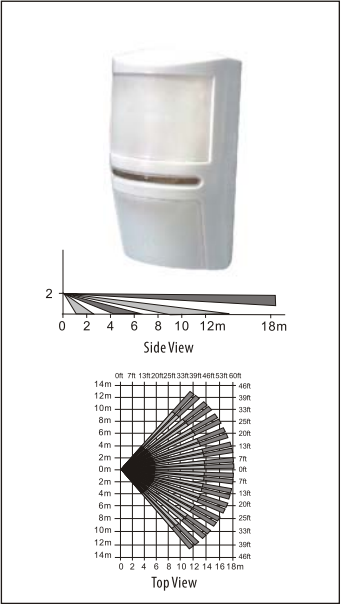 2
0 2 4 6 8 10 12m 18m
Side View
0ft 7ft 13ft 20ft 25ft 33ft 39ft 46ft 53ft 60ft
14m 46ft
12m 39ft
10m 33ft
8m 25ft
6m 20ft
4m 13ft
2m 7ft
0m 0ft
2m 7ft
4m 13ft
6m 20ft
8m 25ft
10m 33ft
12m 39ft
14m 46ft
0 2 4 6 8 10 12 14 16 18m
Top View